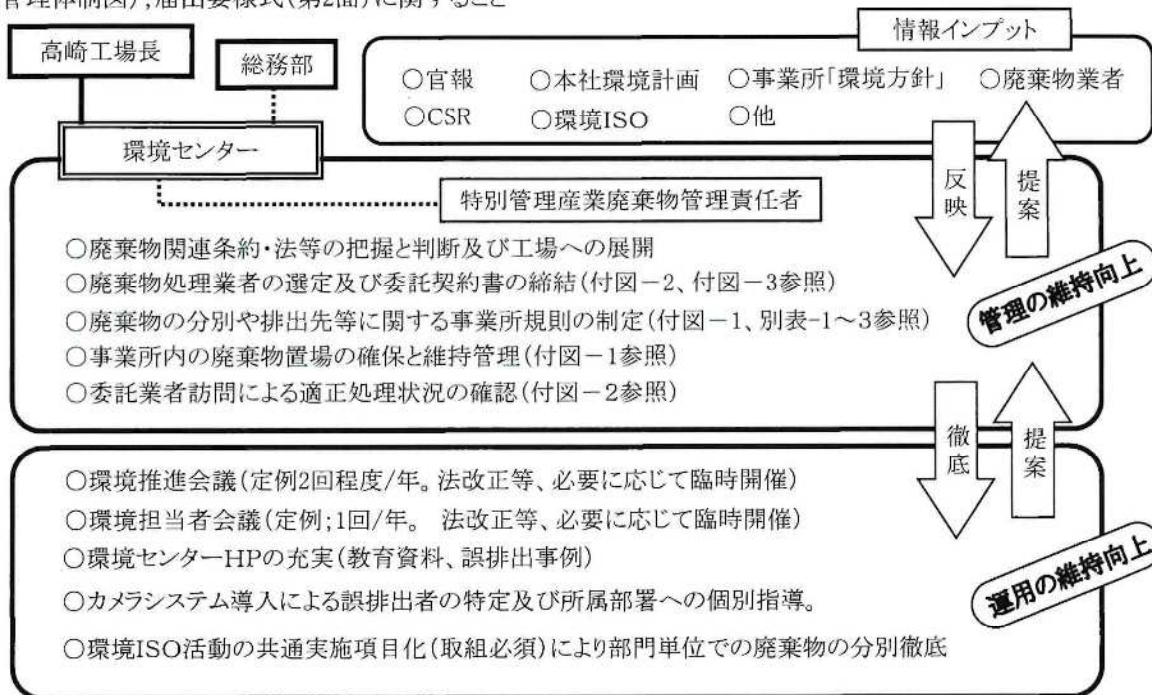 管理体制図）；届出要様式（第2面）に関すること
高崎工場長
総務部
情報インプット
○官報　○本社環境計画　○事業所「環境方針」　○廃棄物業者
○CSR　○環境ISO　○他
環境センター
特別管理産業廃棄物管理責任者
反映
提案
○廃棄物関連条約・法等の把握と判断及び工場への展開
○廃棄物処理業者の選定及び委託契約書の締結（付図－2、付図－3参照）
○廃棄物の分別や排出先等に関する事業所規則の制定（付図－1、別表-1～3参照）
○事業所内の廃棄物置場の確保と維持管理（付図－1参照）
○委託業者訪問による適正処理状況の確認（付図－2参照）
管理の維持向上
徹底
提案
○環境推進会議（定例2回程度/年。法改正等、必要に応じて臨時開催）
○環境担当者会議（定例；1回/年。　法改正等、必要に応じて臨時開催）
○環境センターHPの充実（教育資料、誤排出事例）
○カメラシステム導入による誤排出者の特定及び所属部署への個別指導。
○環境ISO活動の共通実施項目化（取組必須）により部門単位での廃棄物の分別徹底
運用の維持向上